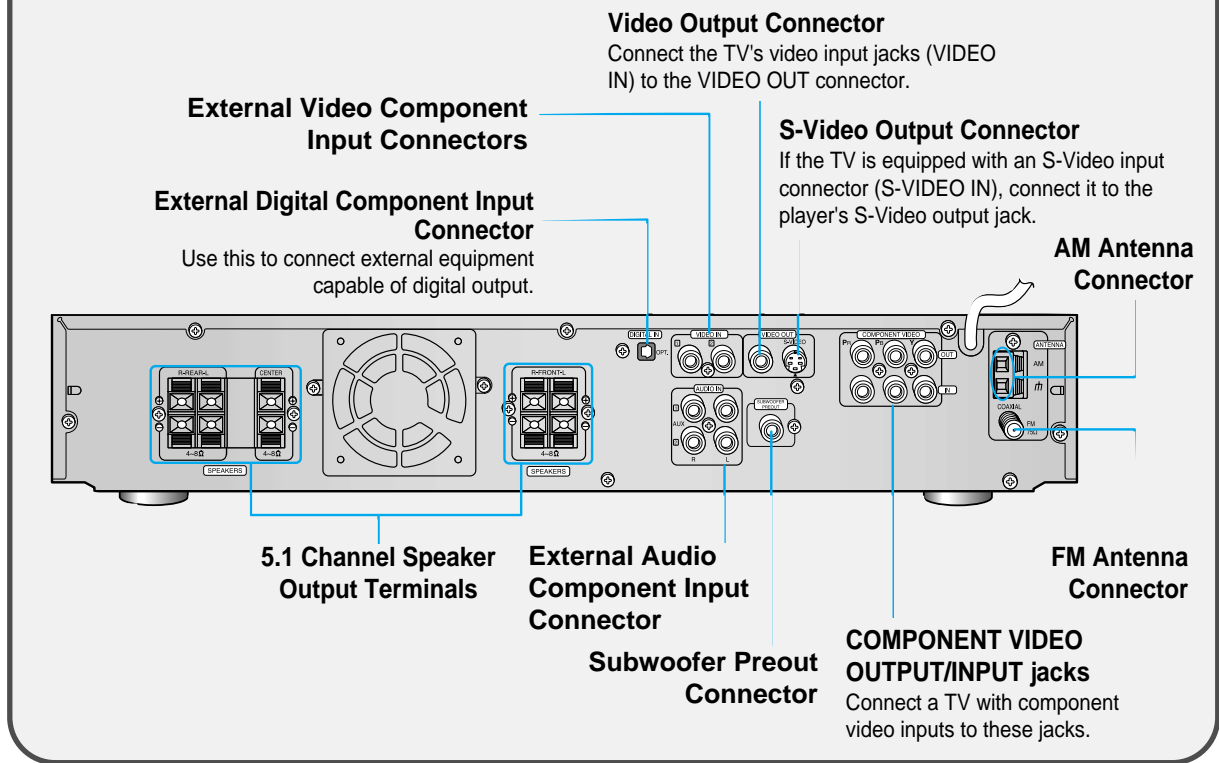 Video Output Connector
Connect the TV's video input jacks (VIDEO
IN) to the VIDEO OUT connector.
External Video Component
Input Connectors
S-Video Output Connector
If the TV is equipped with an S-Video input
connector (S-VIDEO IN), connect it to the
player's S-Video output jack.
External Digital Component Input
Connector
Use this to connect external equipment
capable of digital output.
AM Antenna
Connector
DIGITAL IN
OPT.
VIDEO IN
1
2
VIDEO OUT
S-VIDEO
COMPONENT VIDEO
PR
PD
Y
OUT
IN
ANTENNA
AM
COAXIAL
FM
75Ω
R-REAR-L
CENTER
4~8Ω
4~8Ω
SPEAKERS
R-FRONT-L
4~8Ω
SPEAKERS
AUDIO IN
1
AUX
2
R
L
SUBWOOFER
PREOUT
5.1 Channel Speaker
Output Terminals
External Audio
Component Input
Connector
FM Antenna
Connector
Subwoofer Preout
Connector
COMPONENT VIDEO
OUTPUT/INPUT jacks
Connect a TV with component
video inputs to these jacks.